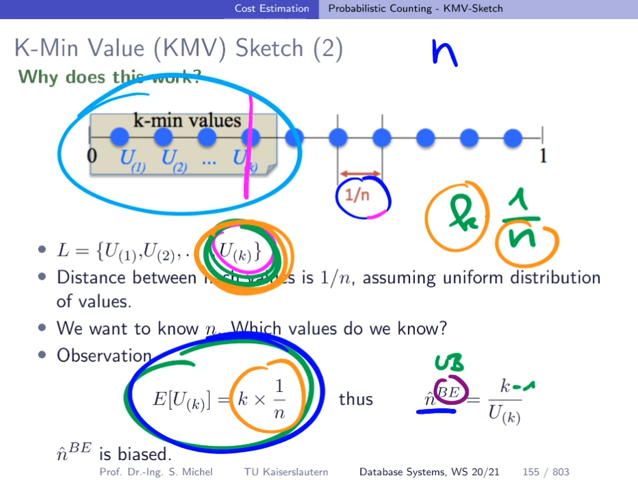 Cost Estimation Probabilistic Counting - KMV-Sketch
K-Min Value (KMV) Sketch (2)
n
Why does this work?
k-min values
0 U(1) U(2) ... U(k) 1
1/n
k 1/n
• L = {U(1),U(2),. . U(k)}
• Distance between hash values is 1/n, assuming uniform distribution
of values.
• We want to know n. Which values do we know?
• Observation
UB
E[U(k)] = k × 1/n thus n̂^BE = k-1/U(k)
n̂^BE is biased.
Prof. Dr.-Ing. S. Michel TU Kaiserslautern Database Systems, WS 20/21 155 / 803